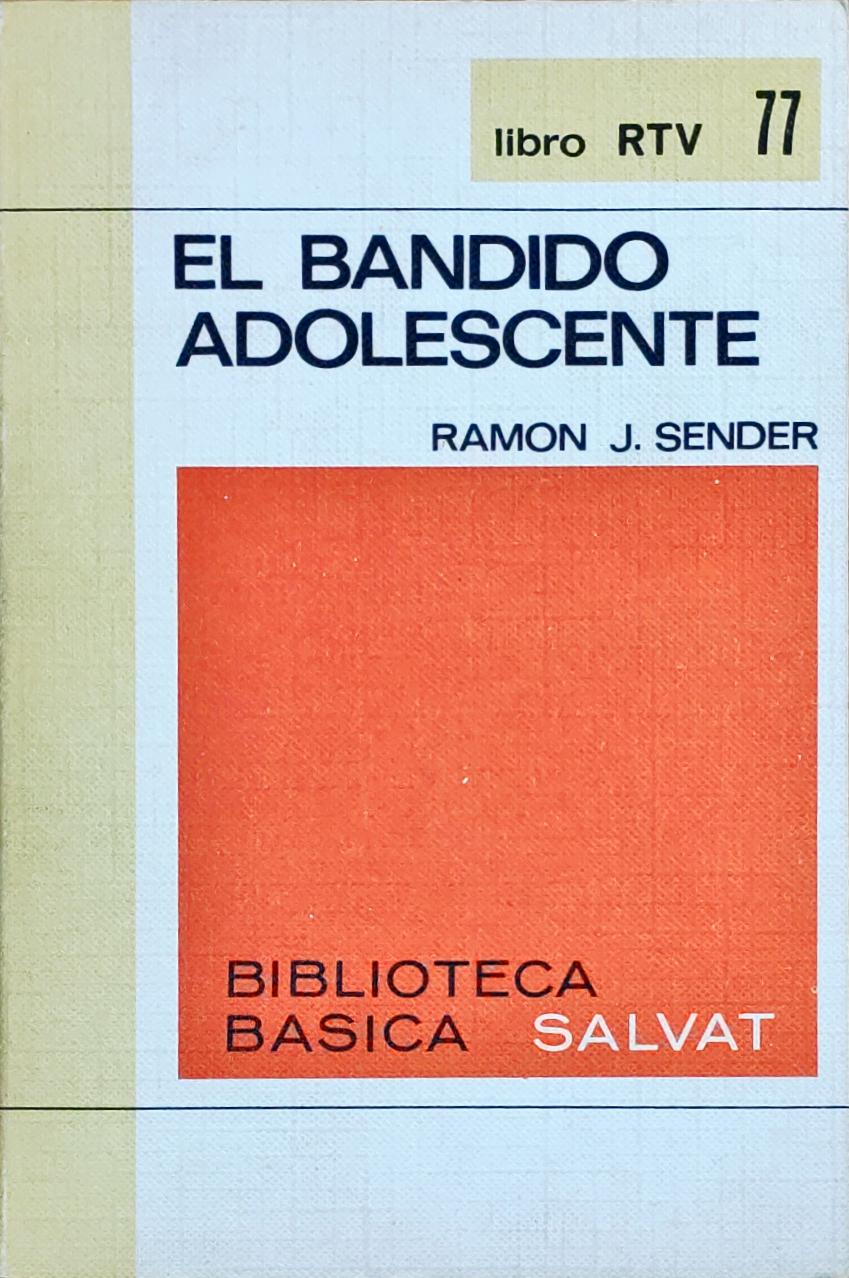 libro RTV 77
EL BANDIDO
ADOLESCENTE
RAMON J. SENDER
BIBLIOTECA
BASICA SALVAT